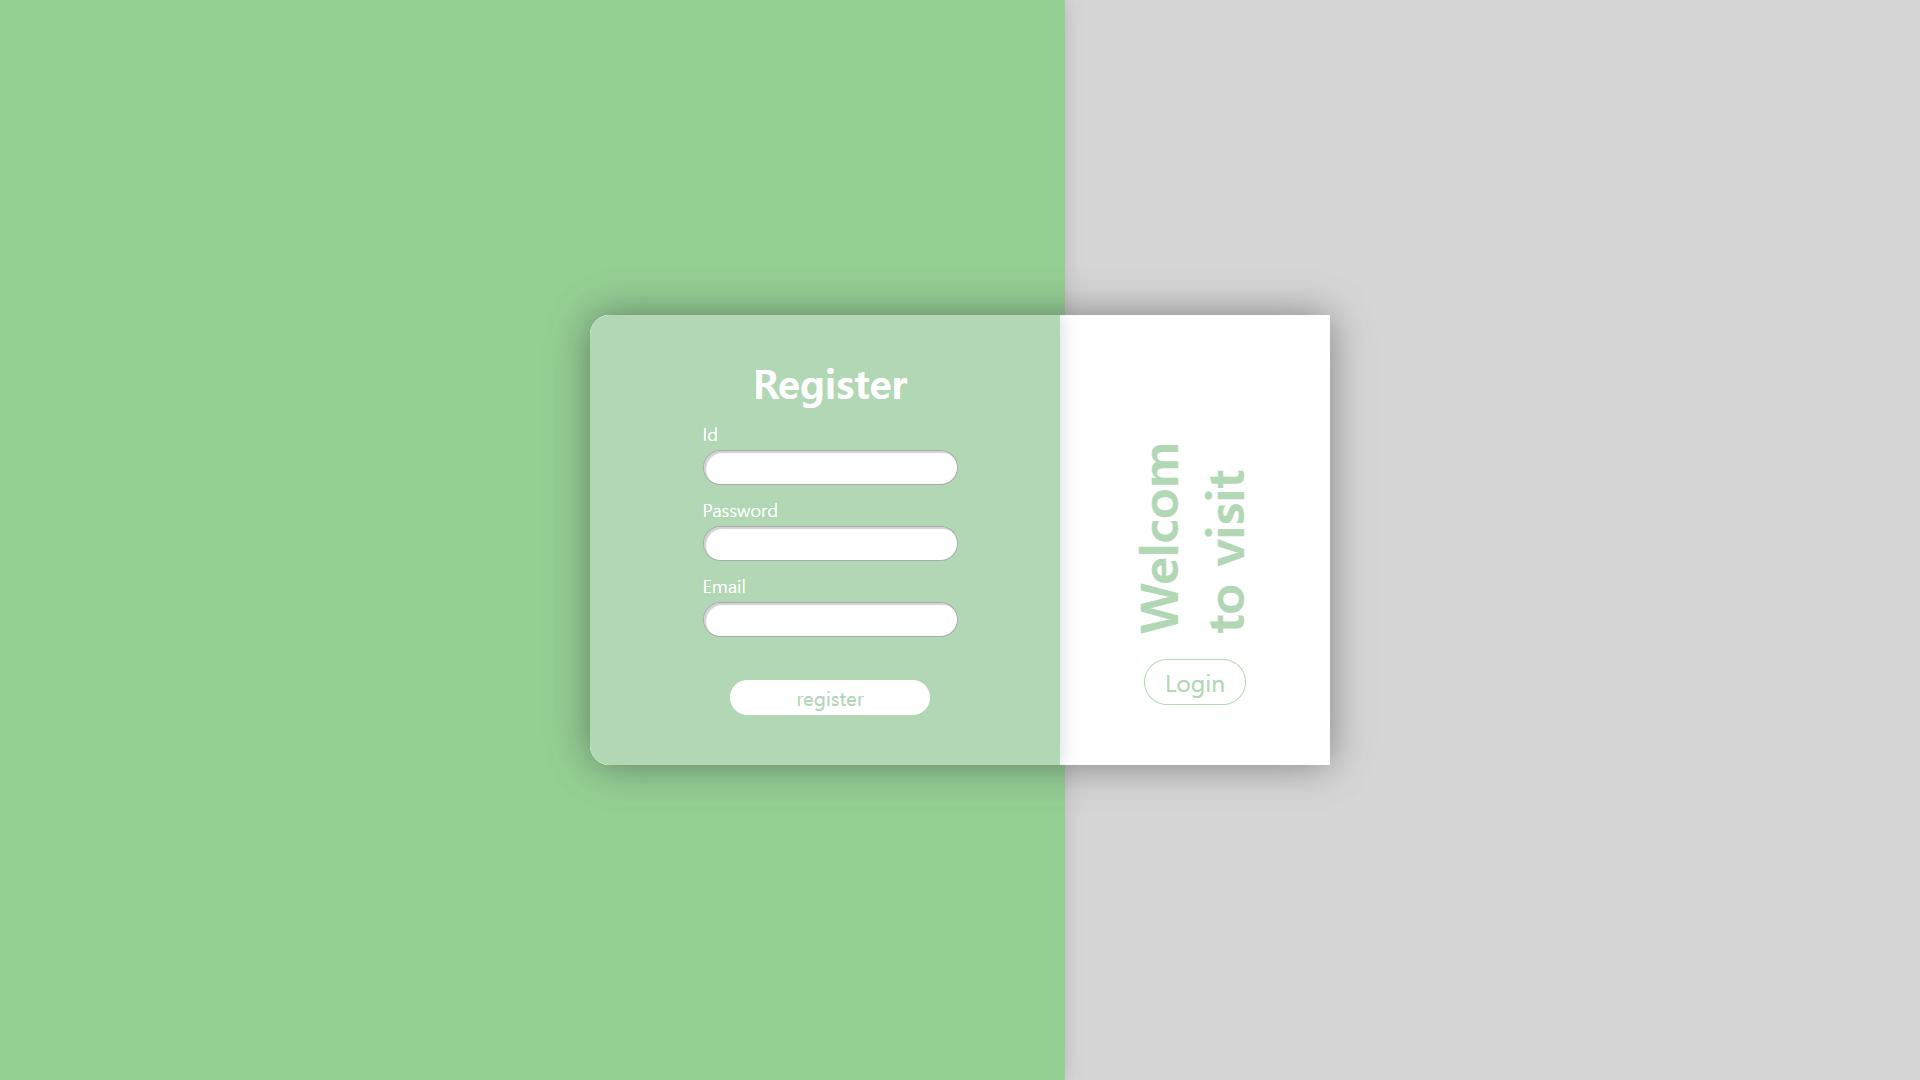 Register
Id
Password
Email
register
Welcom
to visit
Login